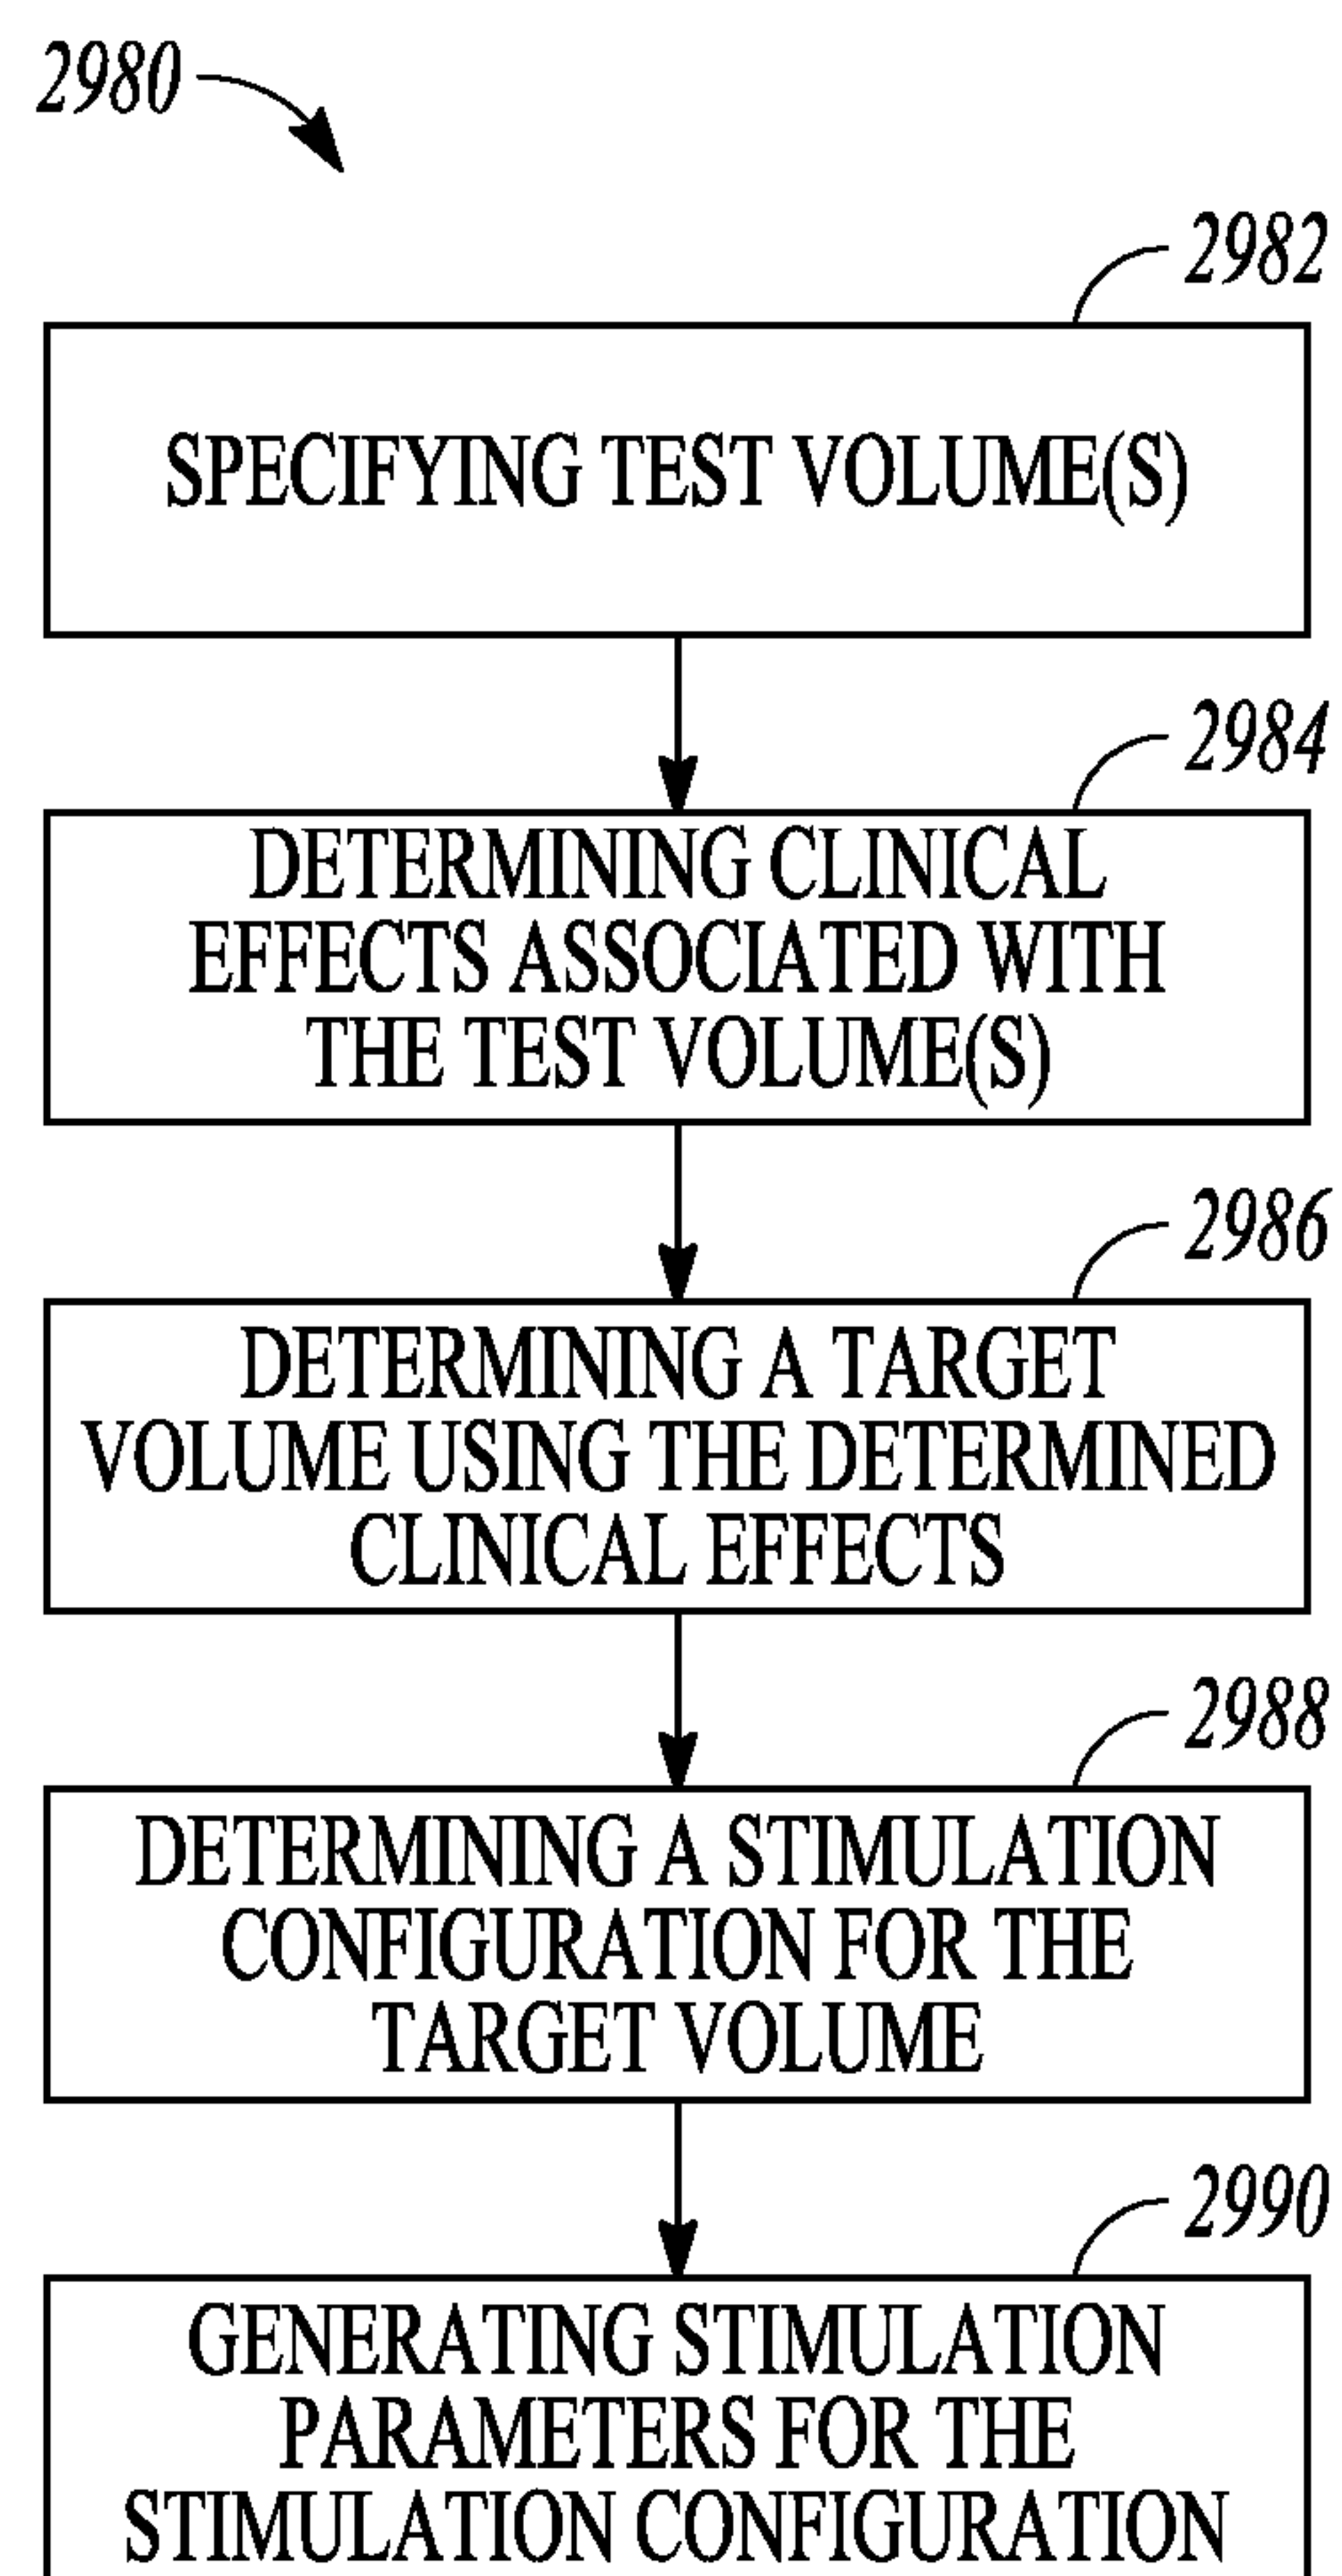 2980
2982
SPECIFYING TEST VOLUME(S)
2984
DETERMINING CLINICAL
EFFECTS ASSOCIATED WITH
THE TEST VOLUME(S)
2986
DETERMINING A TARGET
VOLUME USING THE DETERMINED
CLINICAL EFFECTS
2988
DETERMINING A STIMULATION
CONFIGURATION FOR THE
TARGET VOLUME
2990
GENERATING STIMULATION
PARAMETERS FOR THE
STIMULATION CONFIGURATION